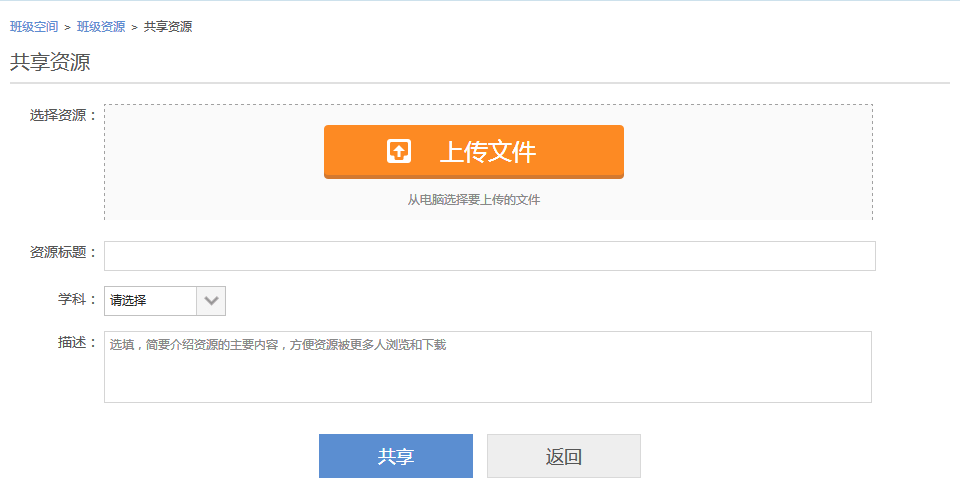 班级空间 > 班级资源 > 共享资源
共享资源
选择资源：
上传文件
从电脑选择要上传的文件
资源标题：
学科： 请选择
描述： 选填，简要介绍资源的主要内容，方便资源被更多人浏览和下载
共享 返回